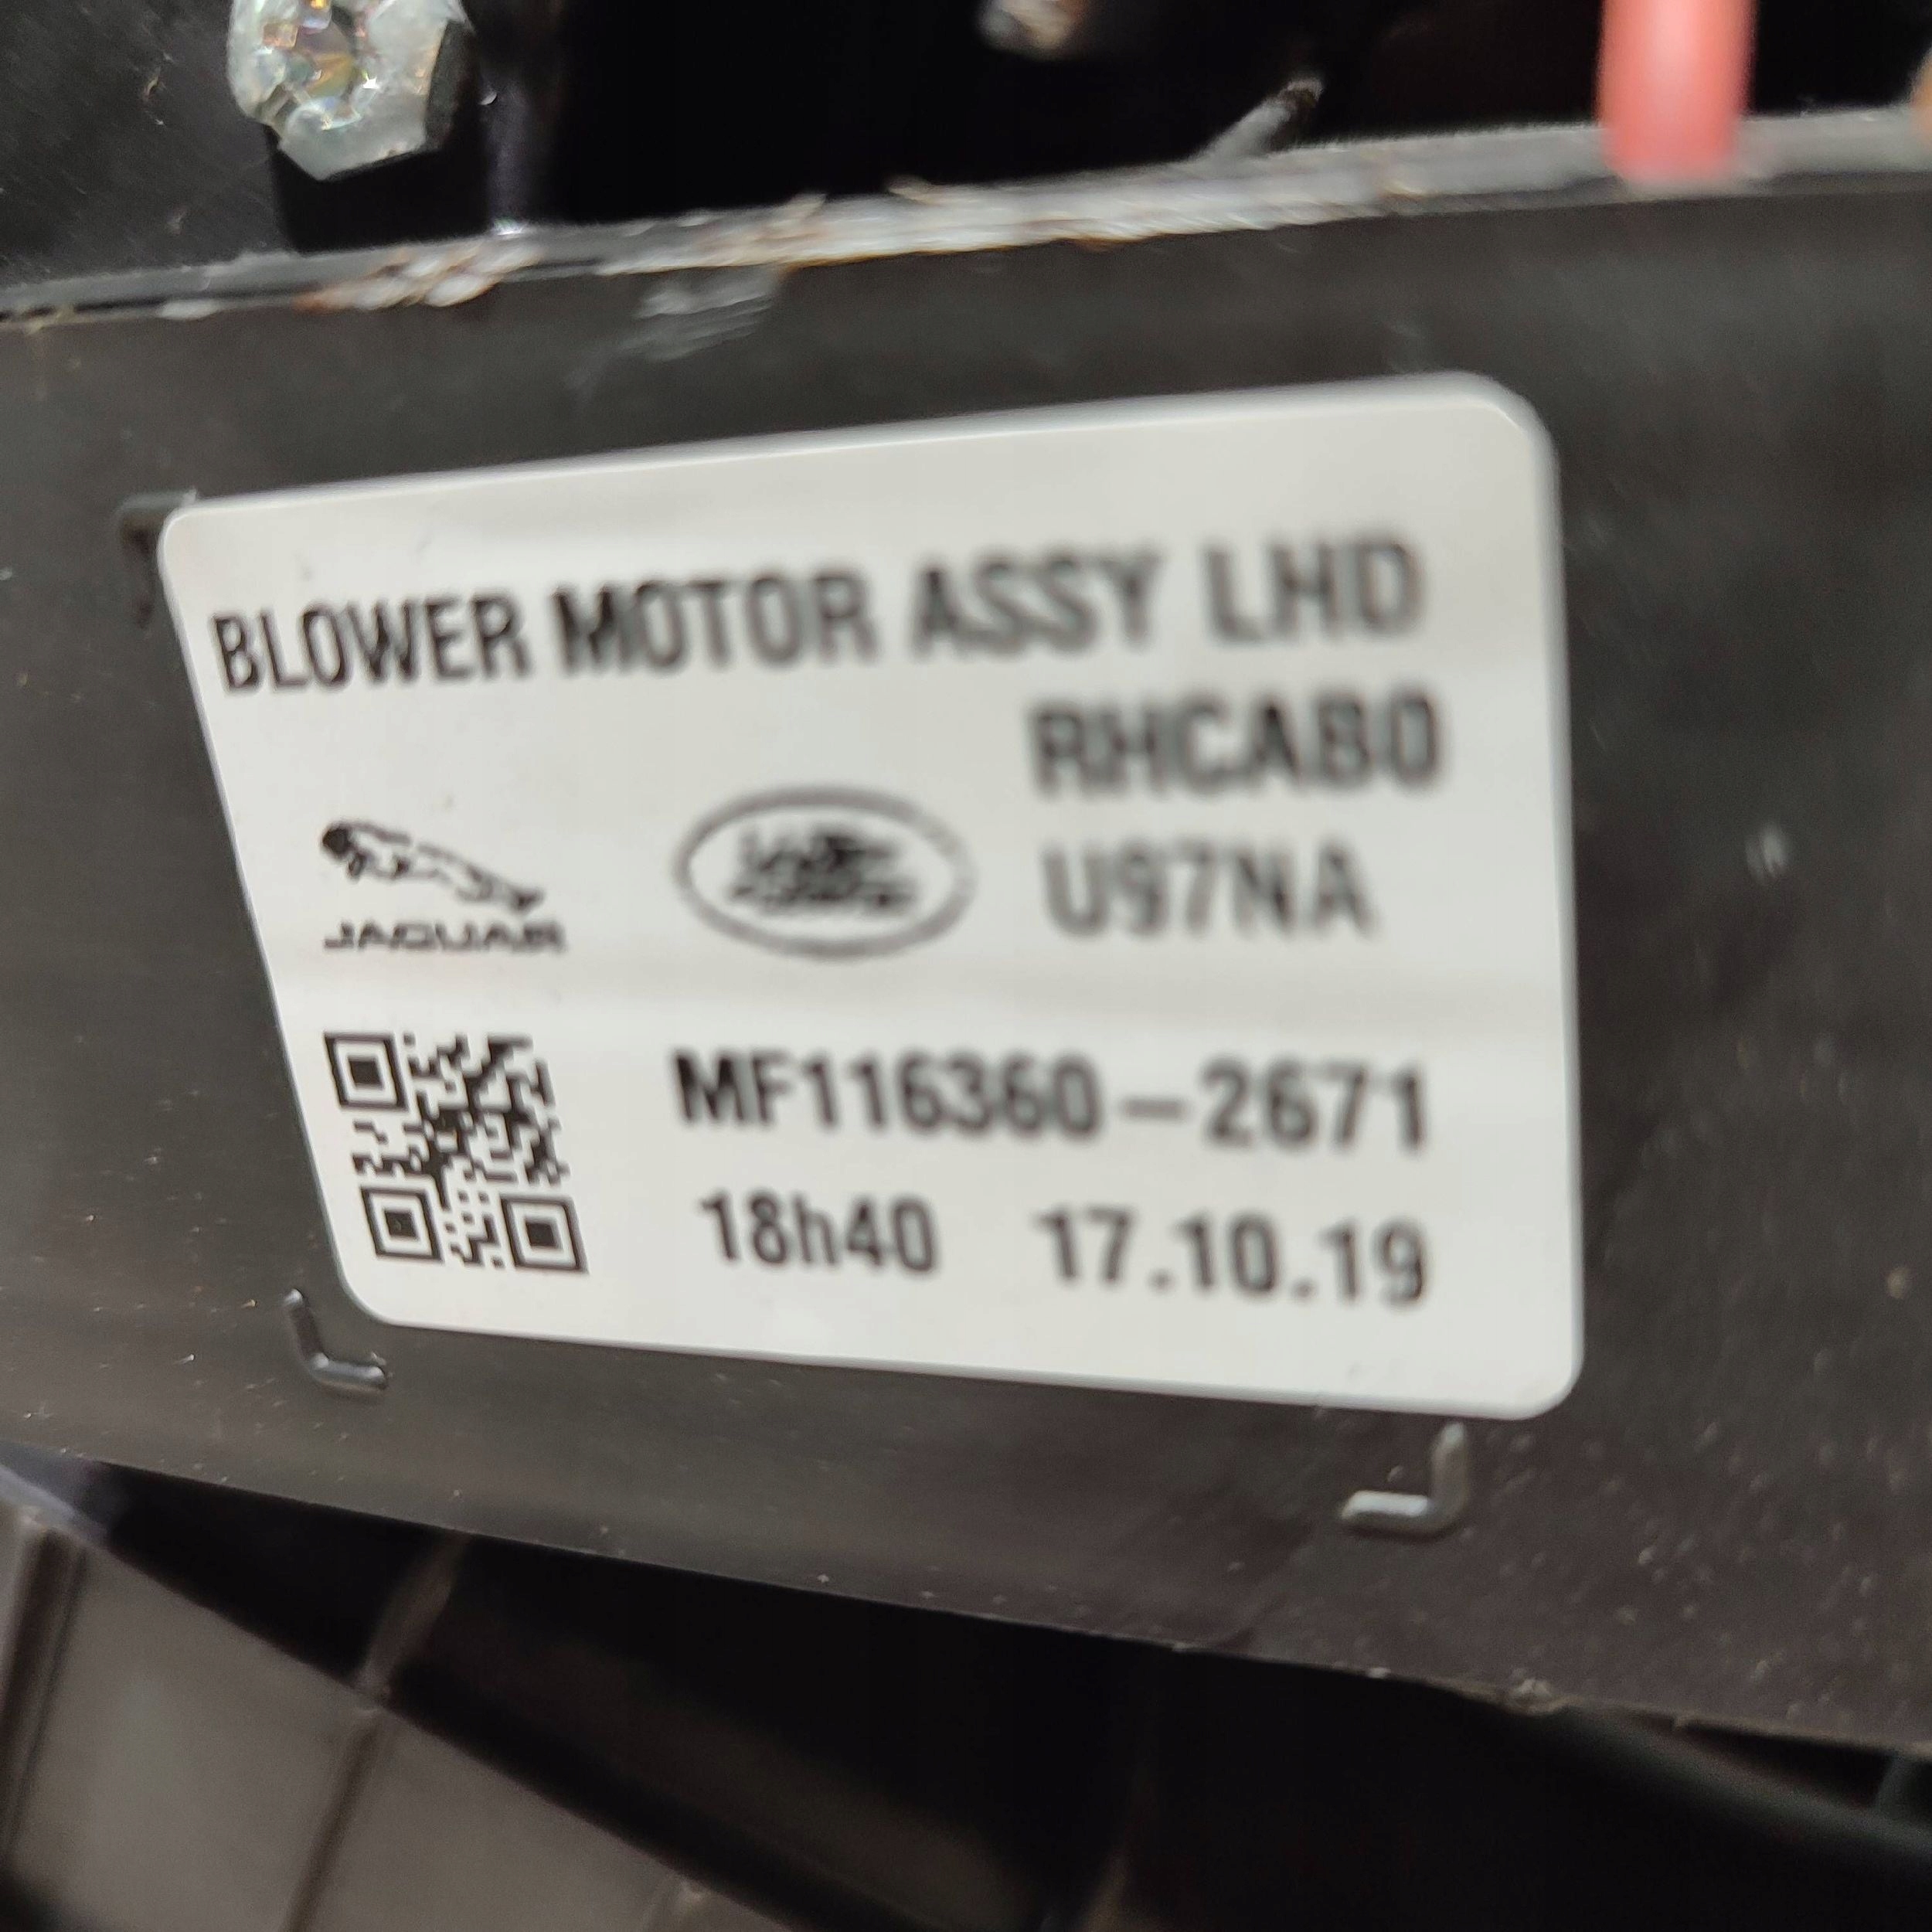 BLOWER MOTOR ASSY LHD
RHCAB0
JAGUAR
U97NA
MF116360-2671
18h40 17.10.19